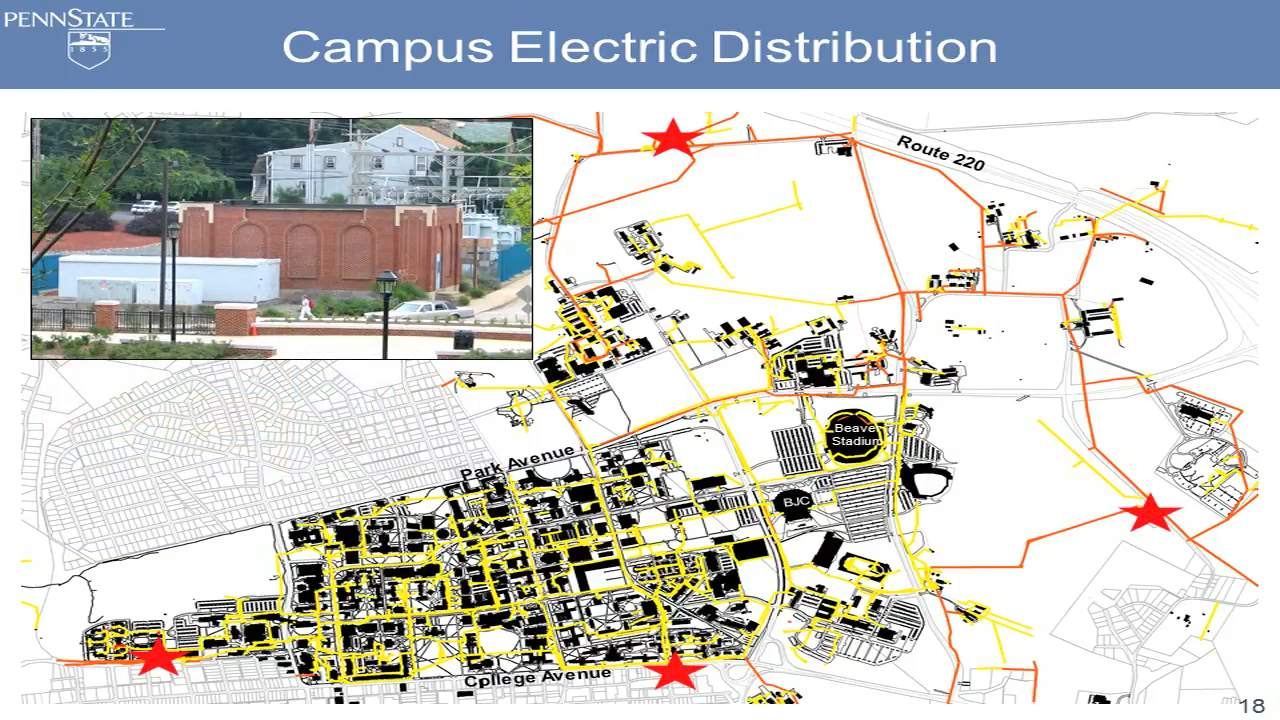 PENNSTATE
1855
Campus Electric Distribution
Route 220
Beaver
Stadium
Park Avenue
BJC
College Avenue
18